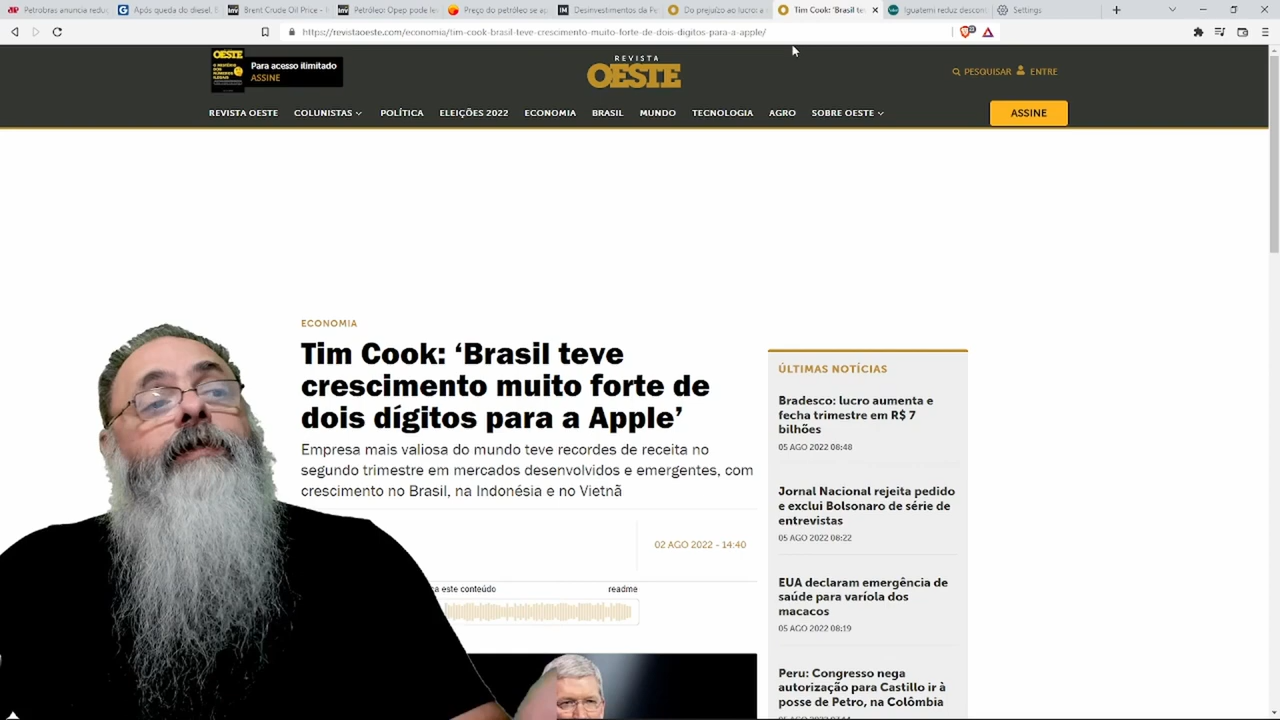 Petrobras anuncia redu
Após queda do diesel, B
Brent Crude Oil Price - I
Petróleo: Opep pode le
Preço do petróleo se ap
Desinvestimentos da Pe
Do prejuízo ao lucro: a
Tim Cook: 'Brasil te
Iguatemi reduz descon
Settings
https://revistaoeste.com/economia/tim-cook-brasil-teve-crescimento-muito-forte-de-dois-digitos-para-a-apple/
OESTE
Para acesso ilimitado
ASSINE
REVISTA
OESTE
PESQUISAR
ENTRE
REVISTA OESTE
COLUNISTAS
POLÍTICA
ELEIÇÕES 2022
ECONOMIA
BRASIL
MUNDO
TECNOLOGIA
AGRO
SOBRE OESTE
ASSINE
ECONOMIA
Tim Cook: ‘Brasil teve
crescimento muito forte de
dois dígitos para a Apple’
Empresa mais valiosa do mundo teve recordes de receita no
segundo trimestre em mercados desenvolvidos e emergentes, com
crescimento no Brasil, na Indonésia e no Vietnã
02 AGO 2022 - 14:40
este conteúdo
readme
ÚLTIMAS NOTÍCIAS
Bradesco: lucro aumenta e
fecha trimestre em R$ 7
bilhões
05 AGO 2022 08:48
Jornal Nacional rejeita pedido
e exclui Bolsonaro de série de
entrevistas
05 AGO 2022 08:22
EUA declaram emergência de
saúde para varíola dos
macacos
05 AGO 2022 08:19
Peru: Congresso nega
autorização para Castillo ir à
posse de Petro, na Colômbia